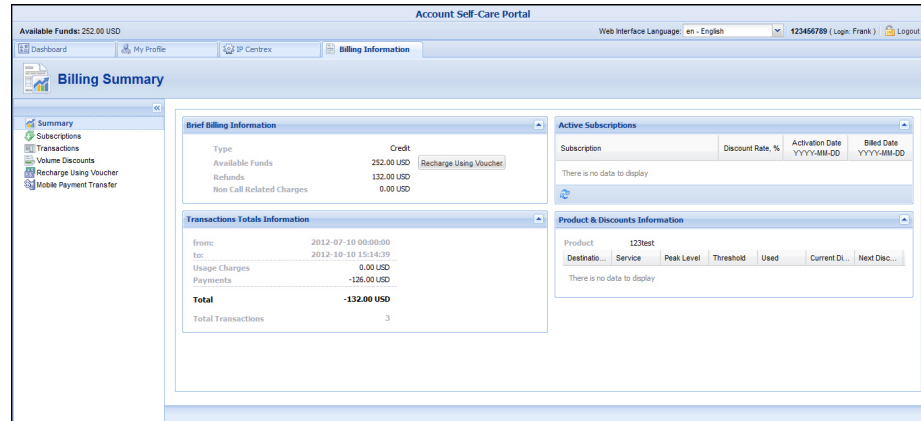 Account Self-Care Portal
Available Funds: 252.00 USD
Web Interface Language: en - English
123456789 ( Login: Frank )
Logout
Dashboard
My Profile
IP Centrex
Billing Information
Billing Summary
Summary
Subscriptions
Transactions
Volume Discounts
Recharge Using Voucher
Mobile Payment Transfer
Brief Billing Information
Type Credit
Available Funds 252.00 USD Recharge Using Voucher
Refunds 132.00 USD
Non Call Related Charges 0.00 USD
Transactions Totals Information
from: 2012-07-10 00:00:00
to: 2012-10-10 15:14:39
Usage Charges 0.00 USD
Payments -126.00 USD
Total -132.00 USD
Total Transactions 3
Active Subscriptions
Subscription Discount Rate, % Activation Date YYYY-MM-DD Billed Date YYYY-MM-DD
There is no data to display
Product & Discounts Information
Product 123test
Destinatio... Service Peak Level Threshold Used Current Di... Next Disc...
There is no data to display